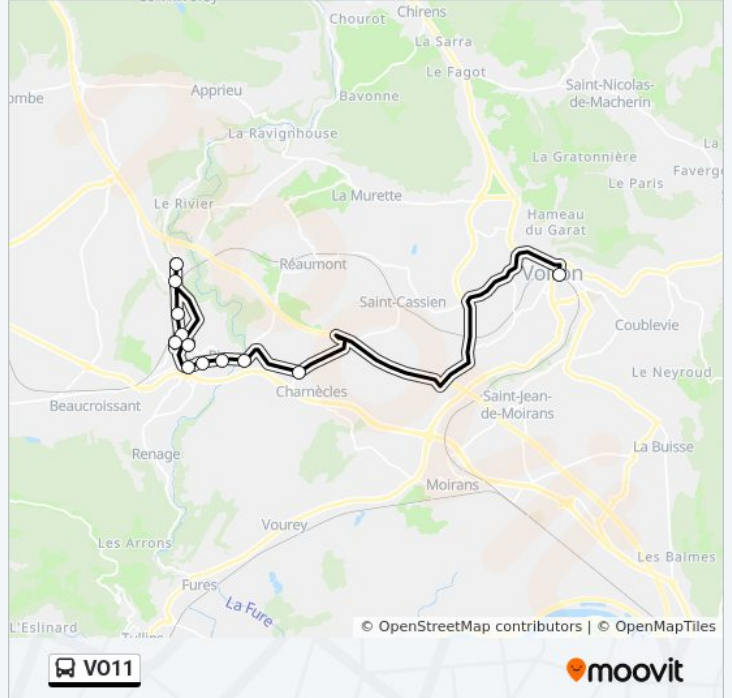 Chourot
Chirens
La Sarra
Le Fagot
Saint-Nicolas-
de-Macherin
Apprieu
Bavonne
ombe
La Ravignhouse
La
La Gratonnière
Faverge
Le Paris
La Murette
Le Rivier
Hameau
du Garat
Réaumont
Voiron
Saint-Cassien
Coublevie
Le Neyroud
Charnècles
Beaucroissant
Saint-Jean-
de-Moirans
La Buisse
Renage
Moirans
Vourey
Les Arrons
Les Balmes
Fures
La Fure
L'Eslinard
Tullins
© OpenStreetMap contributors | © OpenMapTiles
VO11
moovit